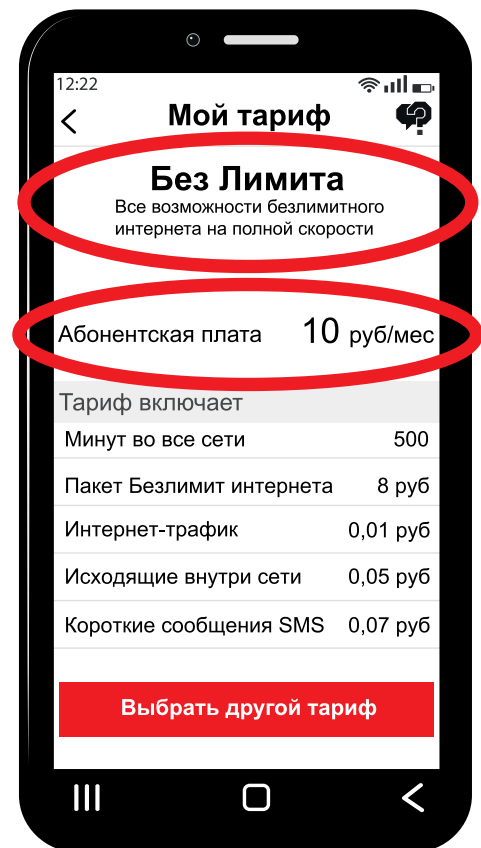 12:22
Мой тариф
Без Лимита
Все возможности безлимитного
интернета на полной скорости
Абонентская плата 10 руб/мес
Тариф включает
Минут во все сети 500
Пакет Безлимит интернета 8 руб
Интернет-трафик 0,01 руб
Исходящие внутри сети 0,05 руб
Короткие сообщения SMS 0,07 руб
Выбрать другой тариф